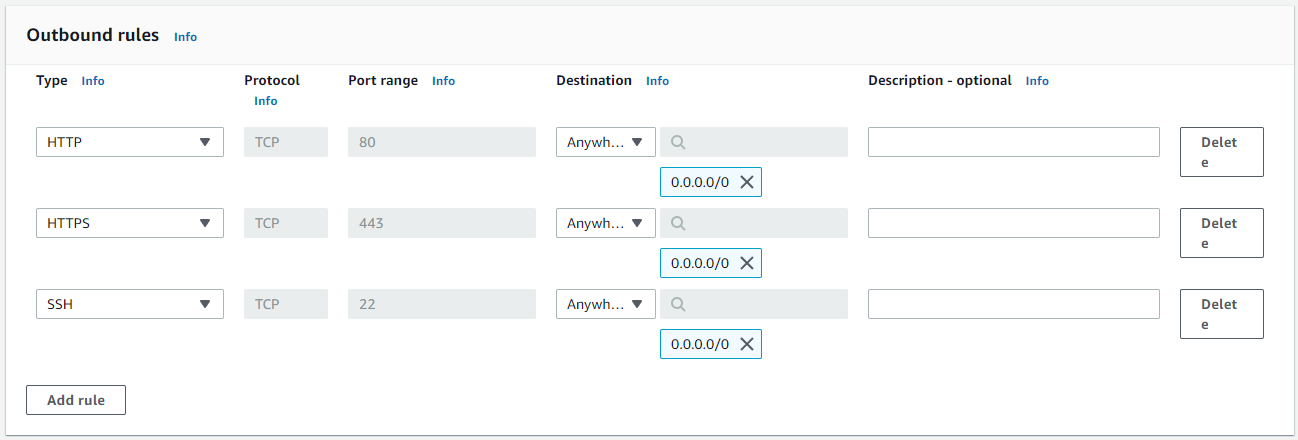 Outbound rules Info
Type Info Protocol Info Port range Info Destination Info Description - optional Info
HTTP TCP 80 Anywh... Delete
0.0.0.0/0
HTTPS TCP 443 Anywh... Delete
0.0.0.0/0
SSH TCP 22 Anywh... Delete
0.0.0.0/0
Add rule